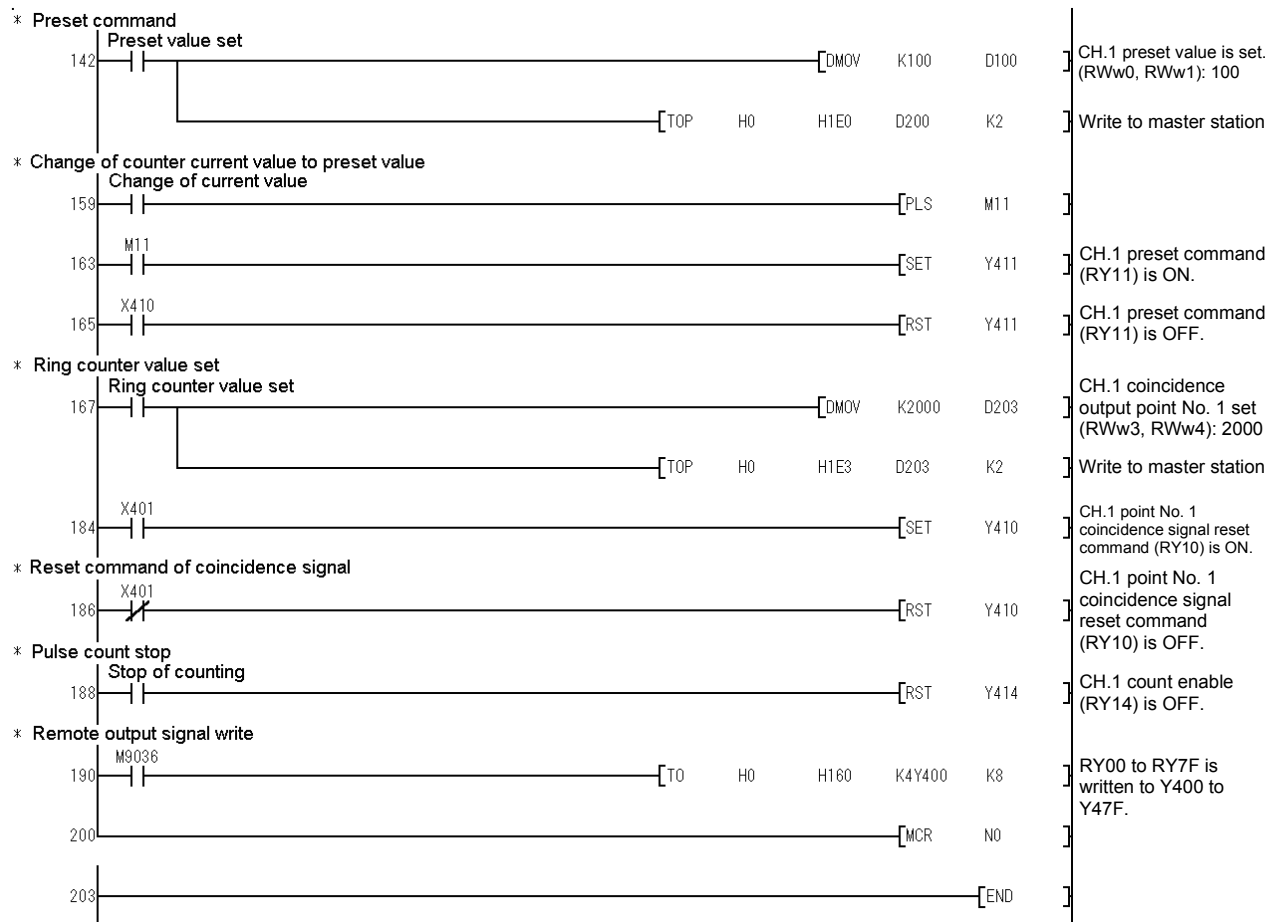 * Preset command
Preset value set
142 DMOV K100 D100 CH.1 preset value is set.
(RWw0, RWw1): 100
TOP H0 H1E0 D200 K2 Write to master station
* Change of counter current value to preset value
Change of current value
159 PLS M11
M11
163 SET Y411 CH.1 preset command
(RY11) is ON.
X410
165 RST Y411 CH.1 preset command
(RY11) is OFF.
* Ring counter value set
Ring counter value set
167 DMOV K2000 D203 CH.1 coincidence
output point No. 1 set
(RWw3, RWw4): 2000
TOP H0 H1E3 D203 K2 Write to master station
X401
184 SET Y410 CH.1 point No. 1
coincidence signal reset
command (RY10) is ON.
* Reset command of coincidence signal
X401
186 RST Y410 CH.1 point No. 1
coincidence signal
reset command
(RY10) is OFF.
* Pulse count stop
Stop of counting
188 RST Y414 CH.1 count enable
(RY14) is OFF.
* Remote output signal write
M9036
190 TO H0 H160 K4Y400 K8 RY00 to RY7F is
written to Y400 to
Y47F.
200 MCR N0
203 END